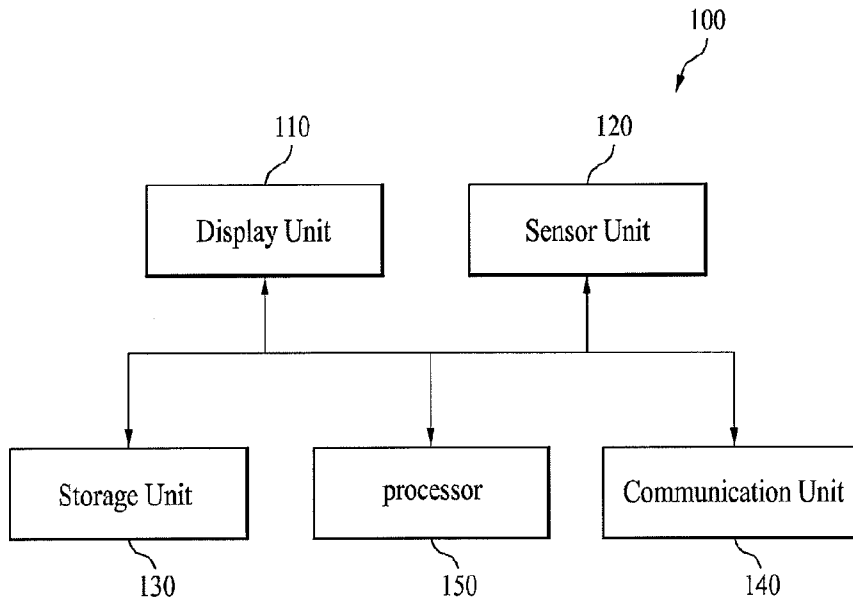 100
110
120
Display Unit
Sensor Unit
Storage Unit
processor
Communication Unit
130
150
140